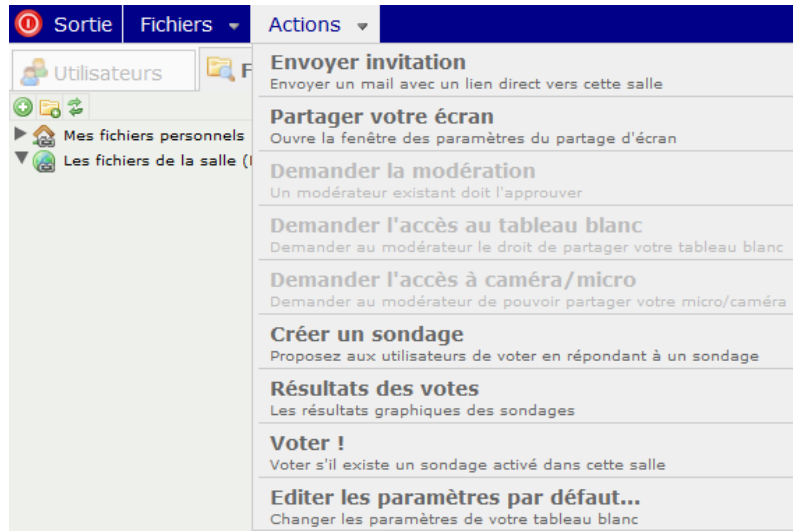 Sortie Fichiers Actions
Utilisateurs F
Envoyer invitation
Envoyer un mail avec un lien direct vers cette salle
Mes fichiers personnels
Les fichiers de la salle (
Partager votre écran
Ouvre la fenêtre des paramètres du partage d'écran
Demander la modération
Un modérateur existant doit l'approuver
Demander l'accès au tableau blanc
Demander au modérateur le droit de partager votre tableau blanc
Demander l'accès à caméra/micro
Demander au modérateur de pouvoir partager votre micro/caméra
Créer un sondage
Proposez aux utilisateurs de voter en répondant à un sondage
Résultats des votes
Les résultats graphiques des sondages
Voter !
Voter s'il existe un sondage activé dans cette salle
Editer les paramètres par défaut...
Changer les paramètres de votre tableau blanc